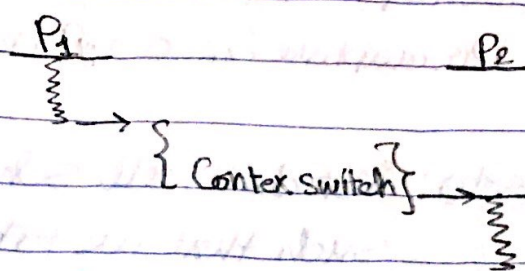 P1 P2
{ Contex. switch }